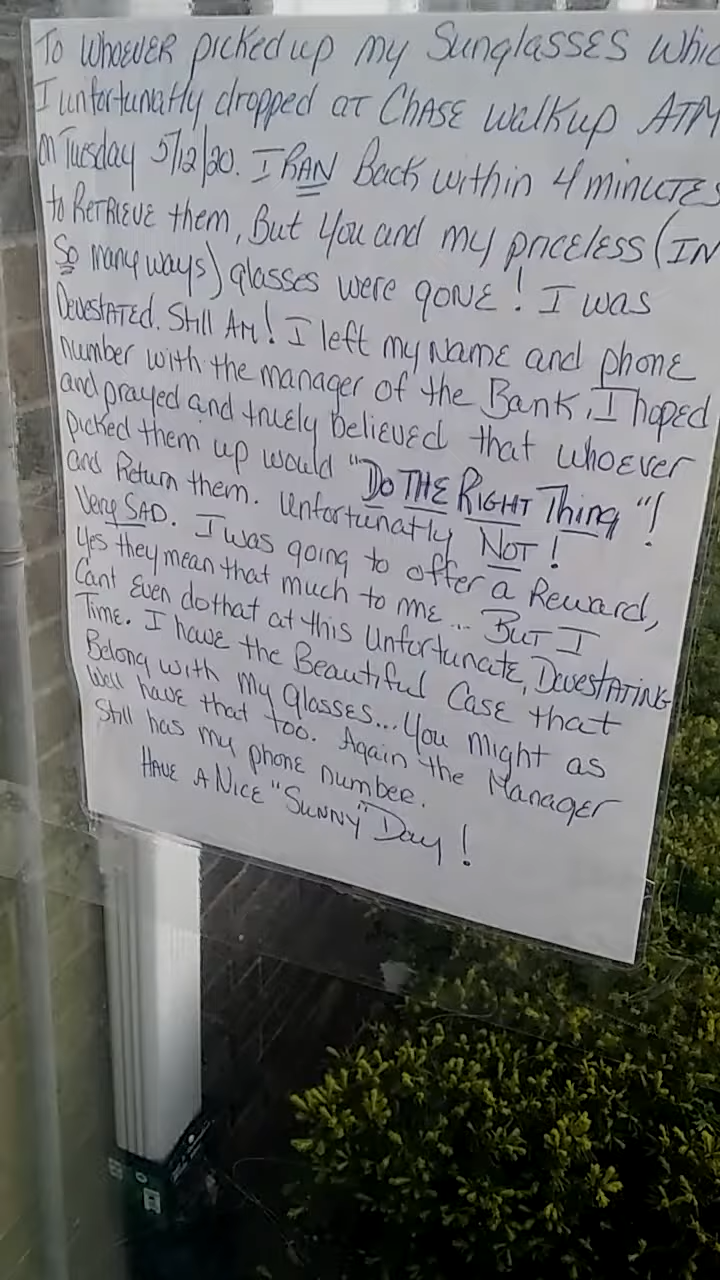 To WHOEVER picked up my SunglassES Whic
I unfortunatly dropped at CHASE Walkup ATM
on Tuesday 5/12/20. I RAN Back within 4 minutes
to Retrieve them, But you and my priceless (IN
So many ways) glasses were gone! I was
Devestated. Still Am! I left my name and phone
number with the manager of the Bank, I hoped
and prayed and truely believed that whoever
picked them up would "Do THE RIGHT Thing"!
and Return them. Unfortunatly NOT!
Very SAD. I was going to offer a Reward,
Yes they mean that much to me... But I
Cant Even do that at this Unfortunate, Devestating
Time. I have the Beautiful Case that
Belong with my glasses... You might as
Well have that too. Again the Manager
Still has my phone number.
HAVE A NICE "SUNNY" Day!